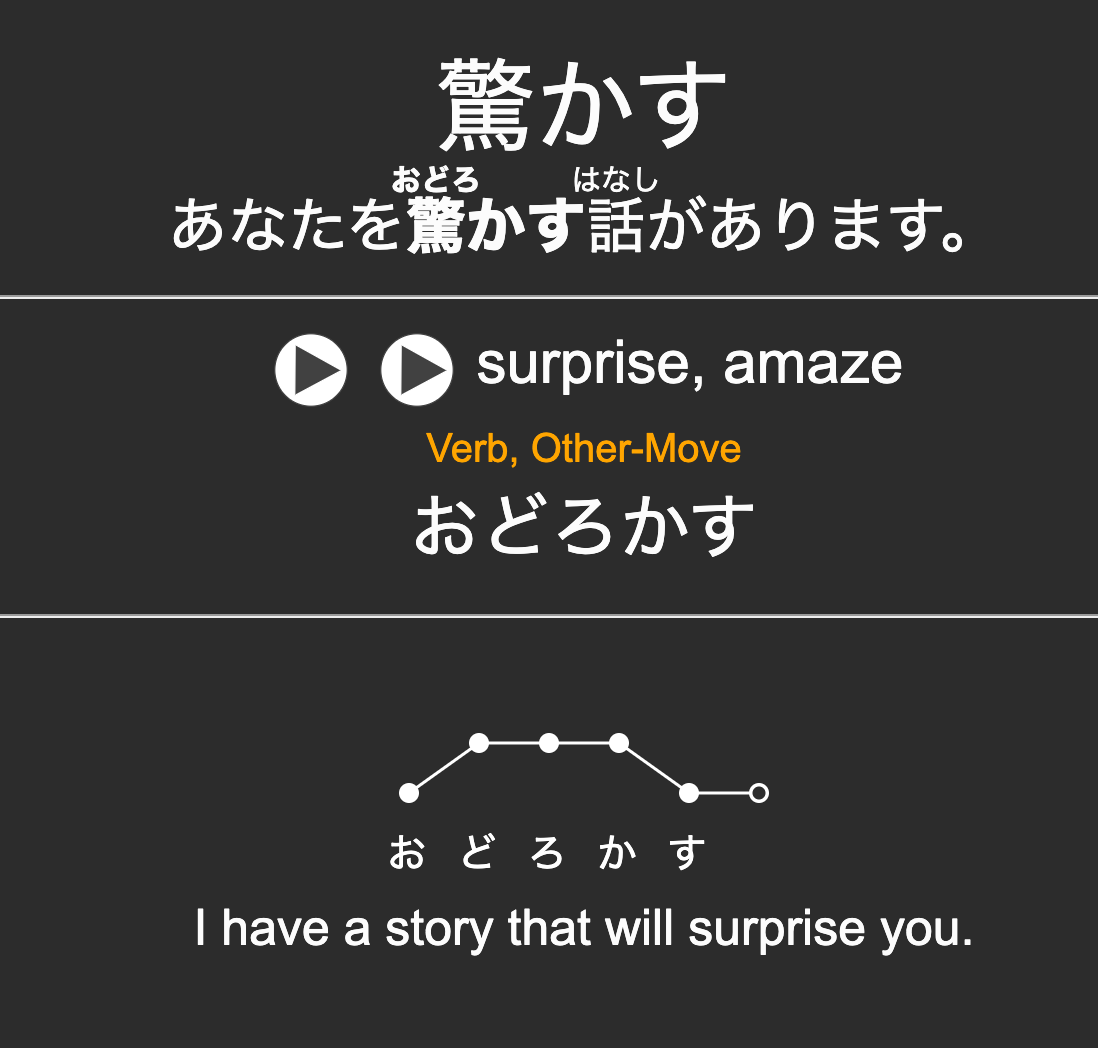 驚かす
おどろ はなし
あなたを驚かす話があります。
surprise, amaze
Verb, Other-Move
おどろかす
お ど ろ か す
I have a story that will surprise you.